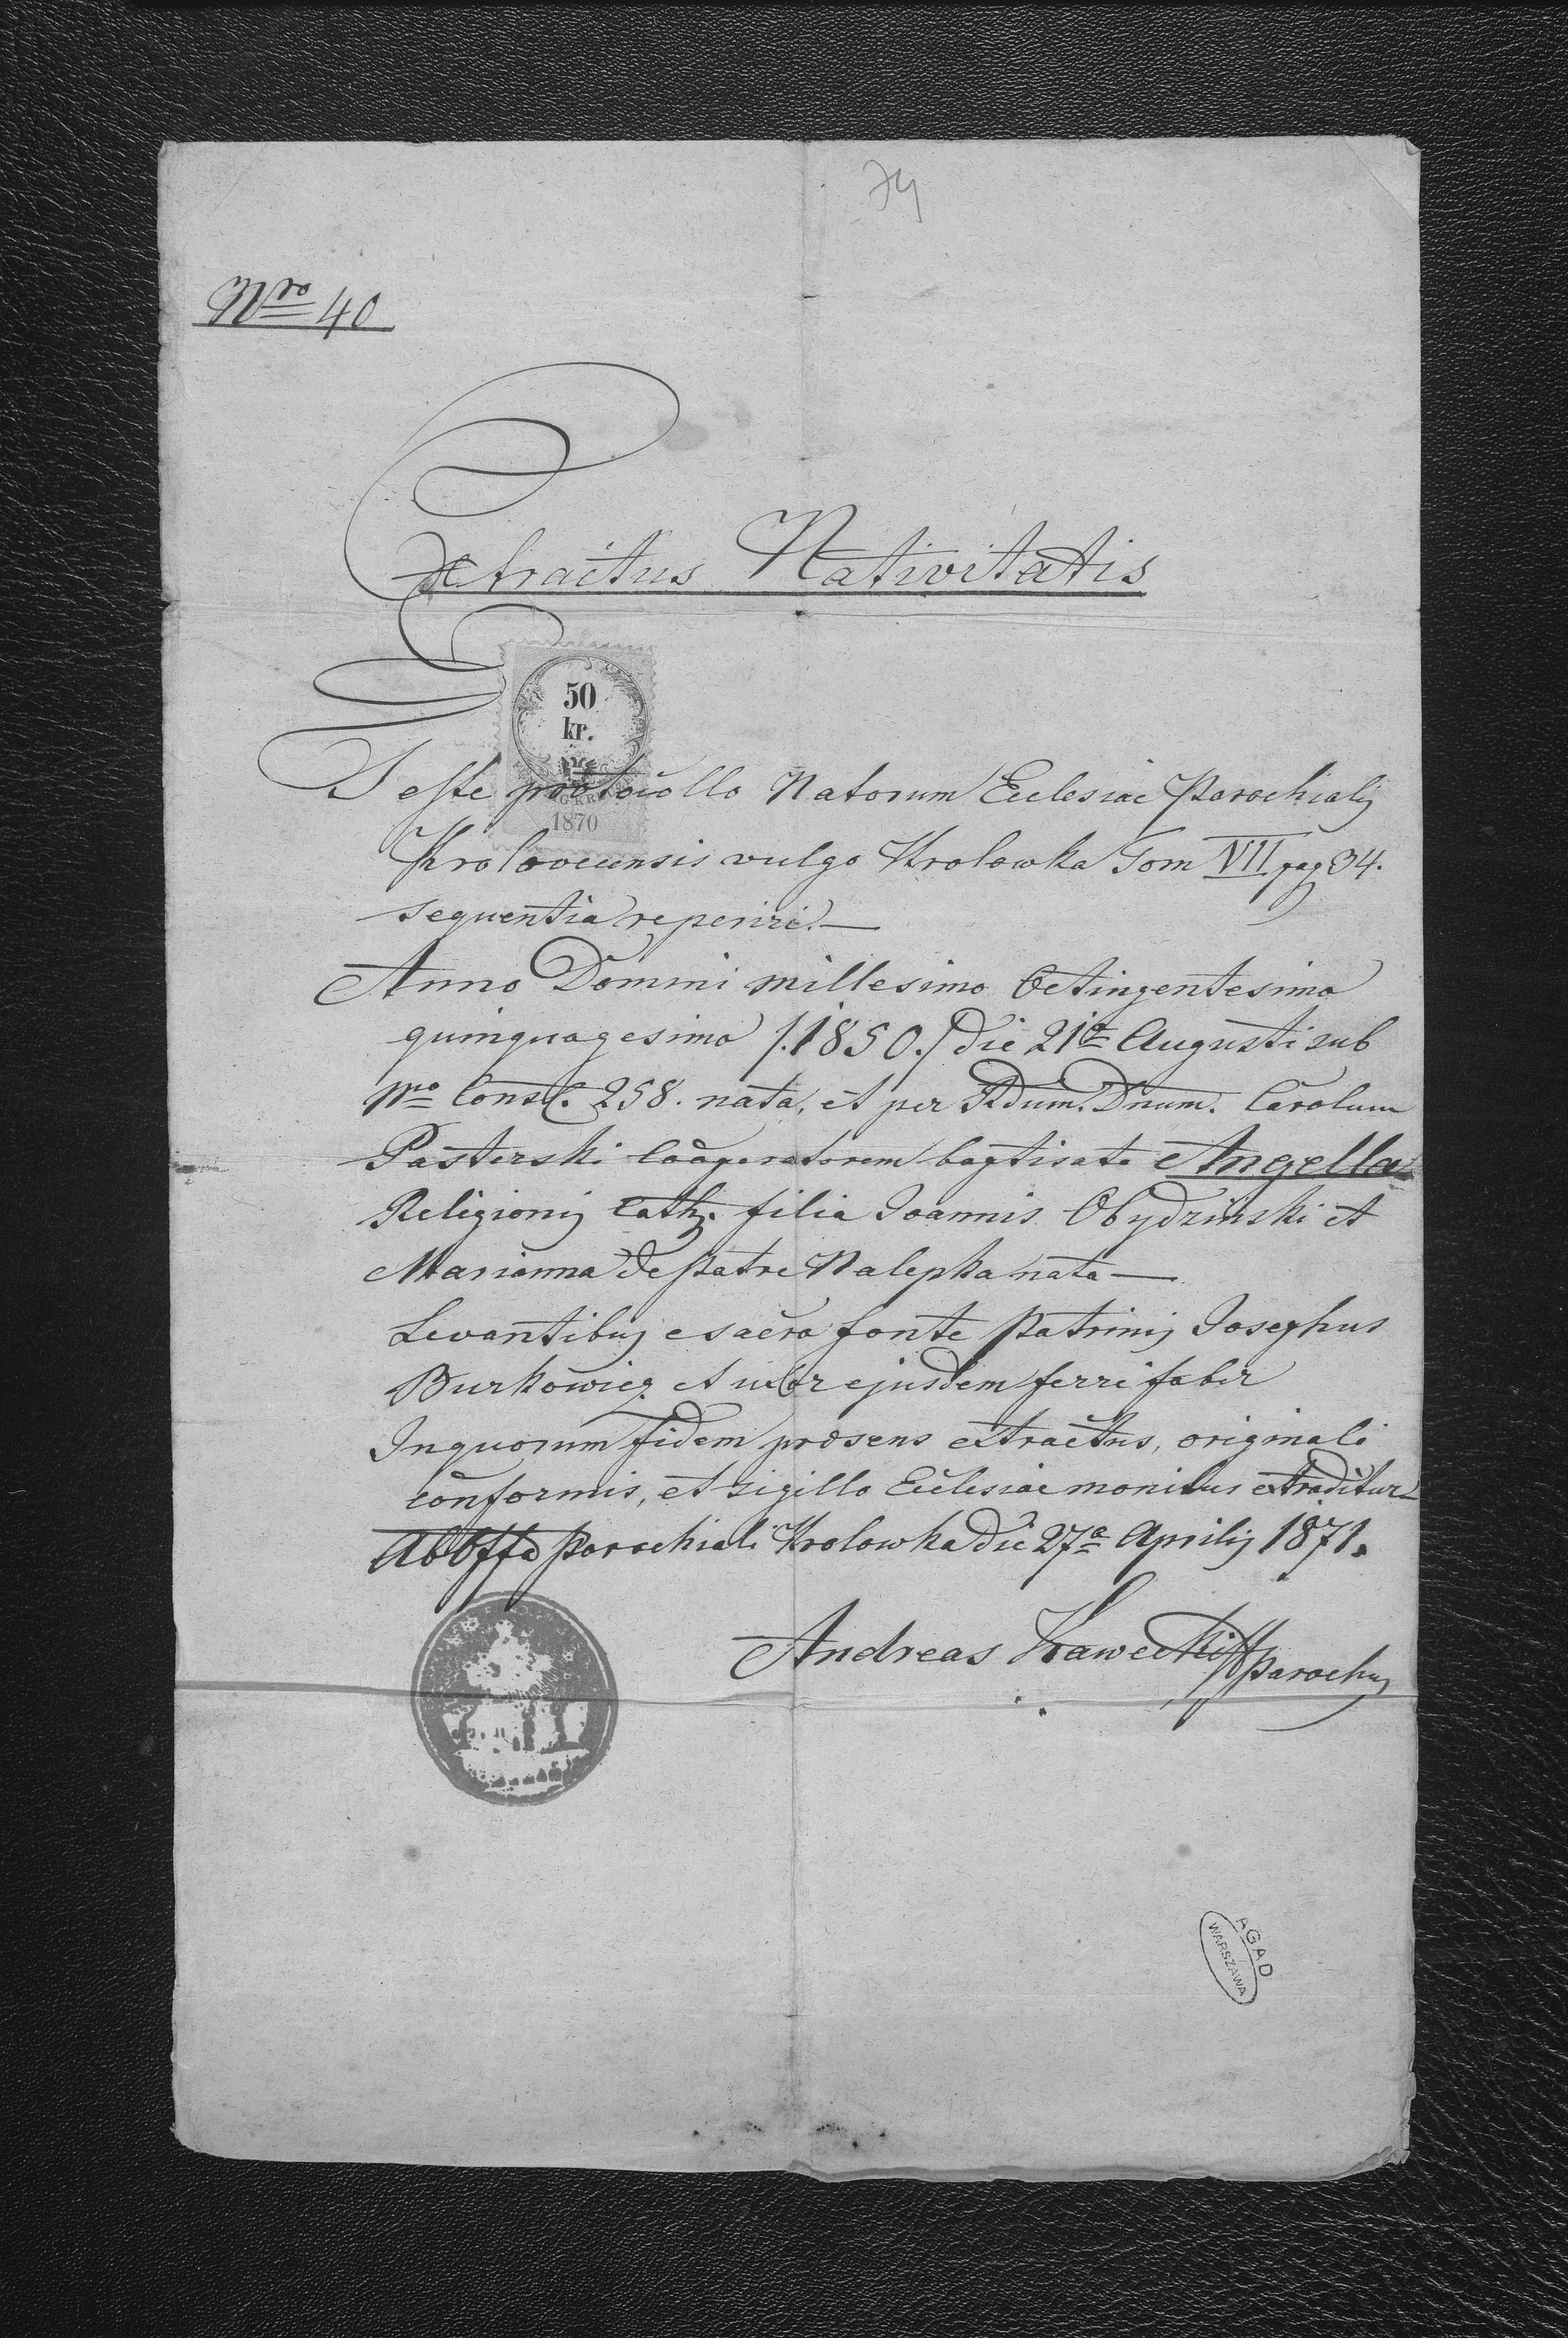 74
Nro 40
Extractus Nativitatis
50
kr.
1870
Teste protocollo Natorum Ecclesiae Parochialis
Krolovecensis vulgo Krolowka Tom VII pag 34.
sequentia reperiri.—
Anno Domini millesimo Octingentesimo
quinquagesimo /.1850./ die 21ª Augusti sub
Nro Consc. 258. nata, et per Rdum. Dnum. Carolum
Pasterski Cooperatorem baptisata Angella
Religionis Cath. filia Joannis Obydzinski et
Marianna de Patre Nalepka nata—
Levantibus e sacro fonte Patrinis Josephus
Burkowicz et uxor ejusdem ferri faber
In quorum fidem praesens extractus, originali
conformis, et sigillo Ecclesiae monitus extraditur—
Ab Offo Parochiali Krolowka die 27ª Aprilis 1871.
Andreas Kawecki Parochus
AGAD
WARSZAWA